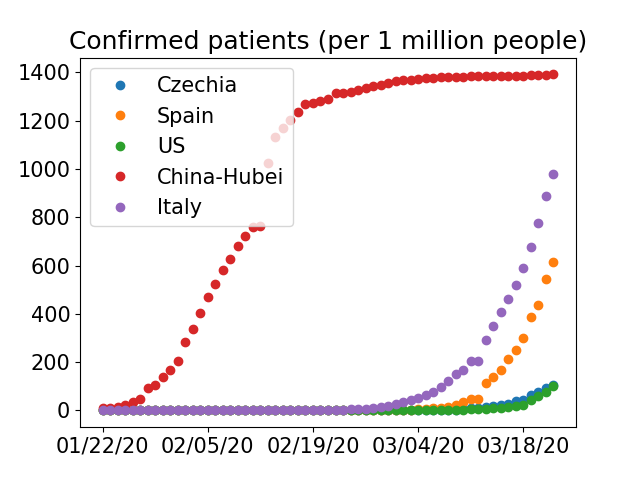 Confirmed patients (per 1 million people)
1400
1200
1000
800
600
400
200
0
Czechia
Spain
US
China-Hubei
Italy
01/22/20 02/05/20 02/19/20 03/04/20 03/18/20